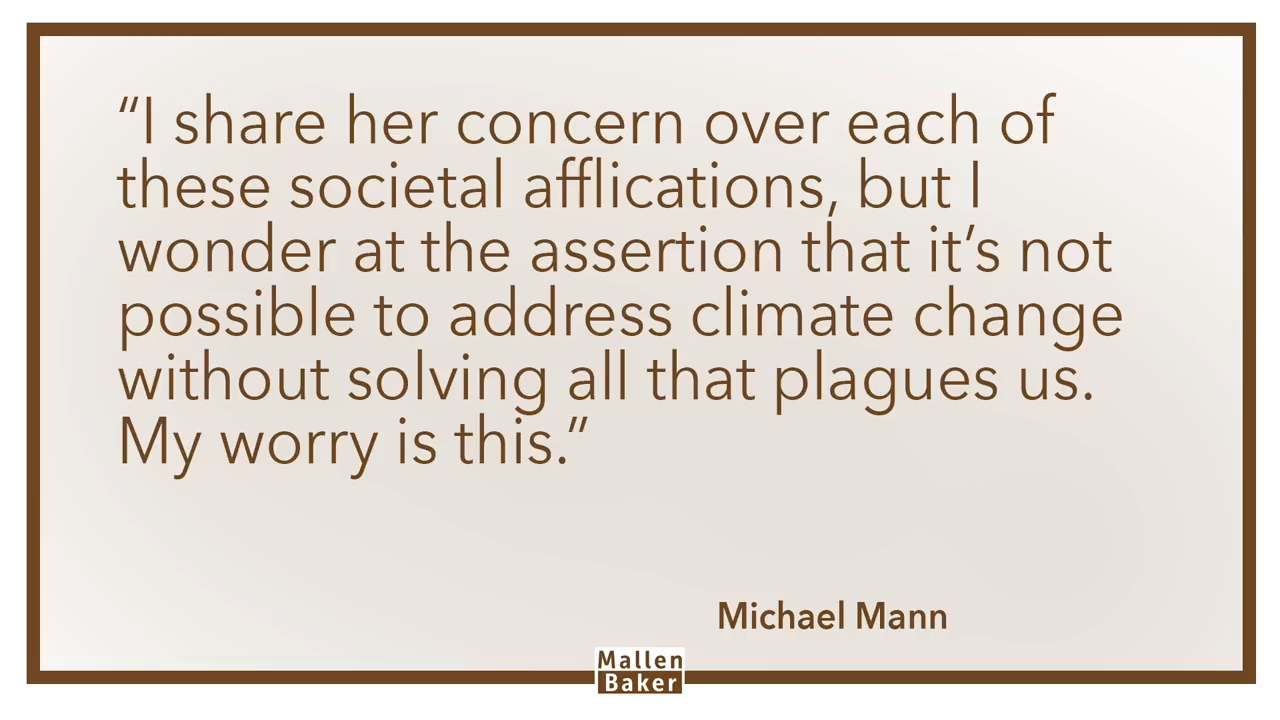 “I share her concern over each of
these societal afflications, but I
wonder at the assertion that it’s not
possible to address climate change
without solving all that plagues us.
My worry is this.”
Michael Mann
Mallen
Baker